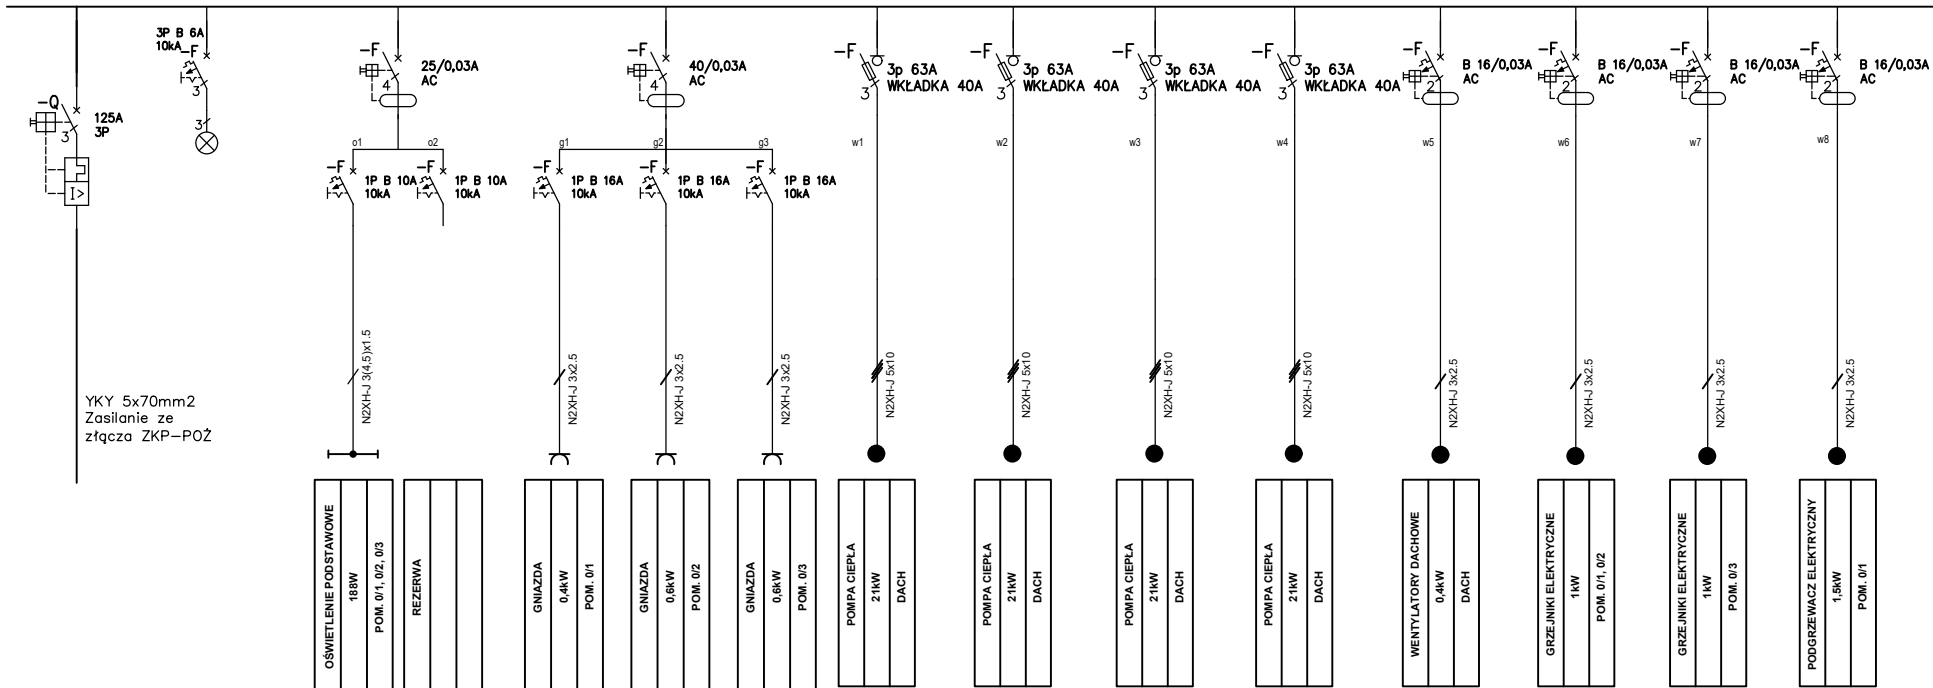 -Q
3
125A
3P
I>
YKY 5x70mm2
Zasilanie ze
złącza ZKP-POŻ
3P B 6A
10kA
-F
3
3
-F
4
25/0,03A
AC
o1
o2
-F
1P B 10A
10kA
-F
1P B 10A
10kA
N2XH-J 3(4,5)x1.5
-F
4
40/0,03A
AC
g1
g2
g3
-F
1P B 16A
10kA
-F
1P B 16A
10kA
-F
1P B 16A
10kA
N2XH-J 3x2.5
N2XH-J 3x2.5
N2XH-J 3x2.5
-F
3
3p 63A
WKŁADKA 40A
w1
N2XH-J 5x10
-F
3
3p 63A
WKŁADKA 40A
w2
N2XH-J 5x10
-F
3
3p 63A
WKŁADKA 40A
w3
N2XH-J 5x10
-F
3
3p 63A
WKŁADKA 40A
w4
N2XH-J 5x10
-F
2
B 16/0,03A
AC
w5
N2XH-J 3x2.5
-F
2
B 16/0,03A
AC
w6
N2XH-J 3x2.5
-F
2
B 16/0,03A
AC
w7
N2XH-J 3x2.5
-F
2
B 16/0,03A
AC
w8
N2XH-J 3x2.5
OŚWIETLENIE PODSTAWOWE
188W
POM. 0/1, 0/2, 0/3
REZERWA
GNIAZDA
0,4kW
POM. 0/1
GNIAZDA
0,6kW
POM. 0/2
GNIAZDA
0,6kW
POM. 0/3
POMPA CIEPŁA
21kW
DACH
POMPA CIEPŁA
21kW
DACH
POMPA CIEPŁA
21kW
DACH
POMPA CIEPŁA
21kW
DACH
WENTYLATORY DACHOWE
0,4kW
DACH
GRZEJNIKI ELEKTRYCZNE
1kW
POM. 0/1, 0/2
GRZEJNIKI ELEKTRYCZNE
1kW
POM. 0/3
PODGRZEWACZ ELEKTRYCZNY
1,5kW
POM. 0/1